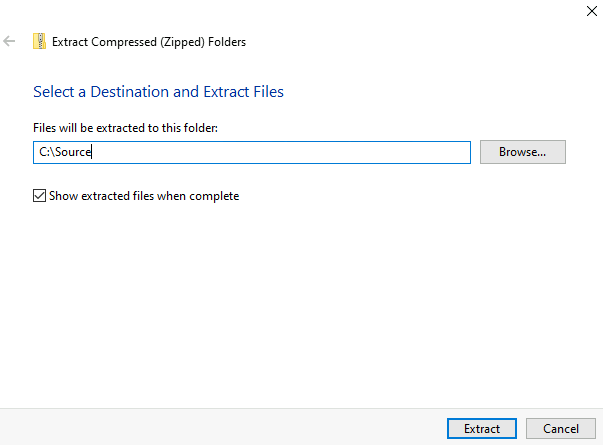 Extract Compressed (Zipped) Folders
Select a Destination and Extract Files
Files will be extracted to this folder:
C:\Source
Browse...
Show extracted files when complete
Extract
Cancel